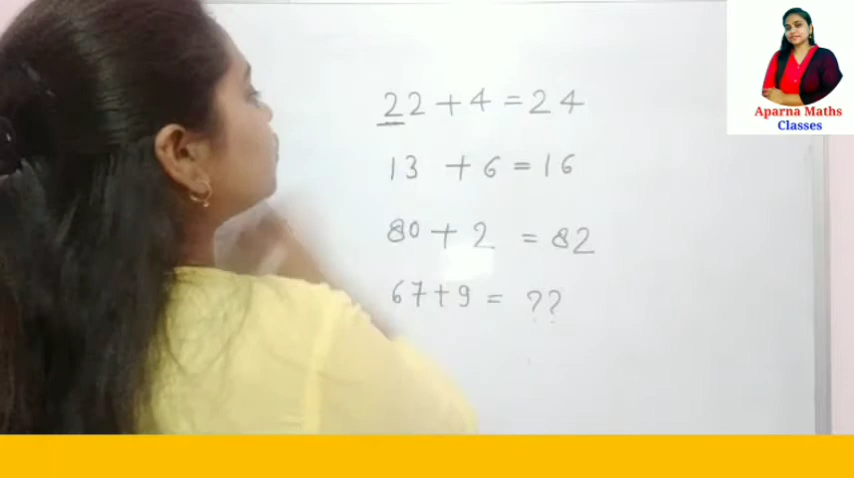 22 + 4 = 24
13 + 6 = 16
80 + 2 = 82
67 + 9 = ??
Aparna Maths
Classes